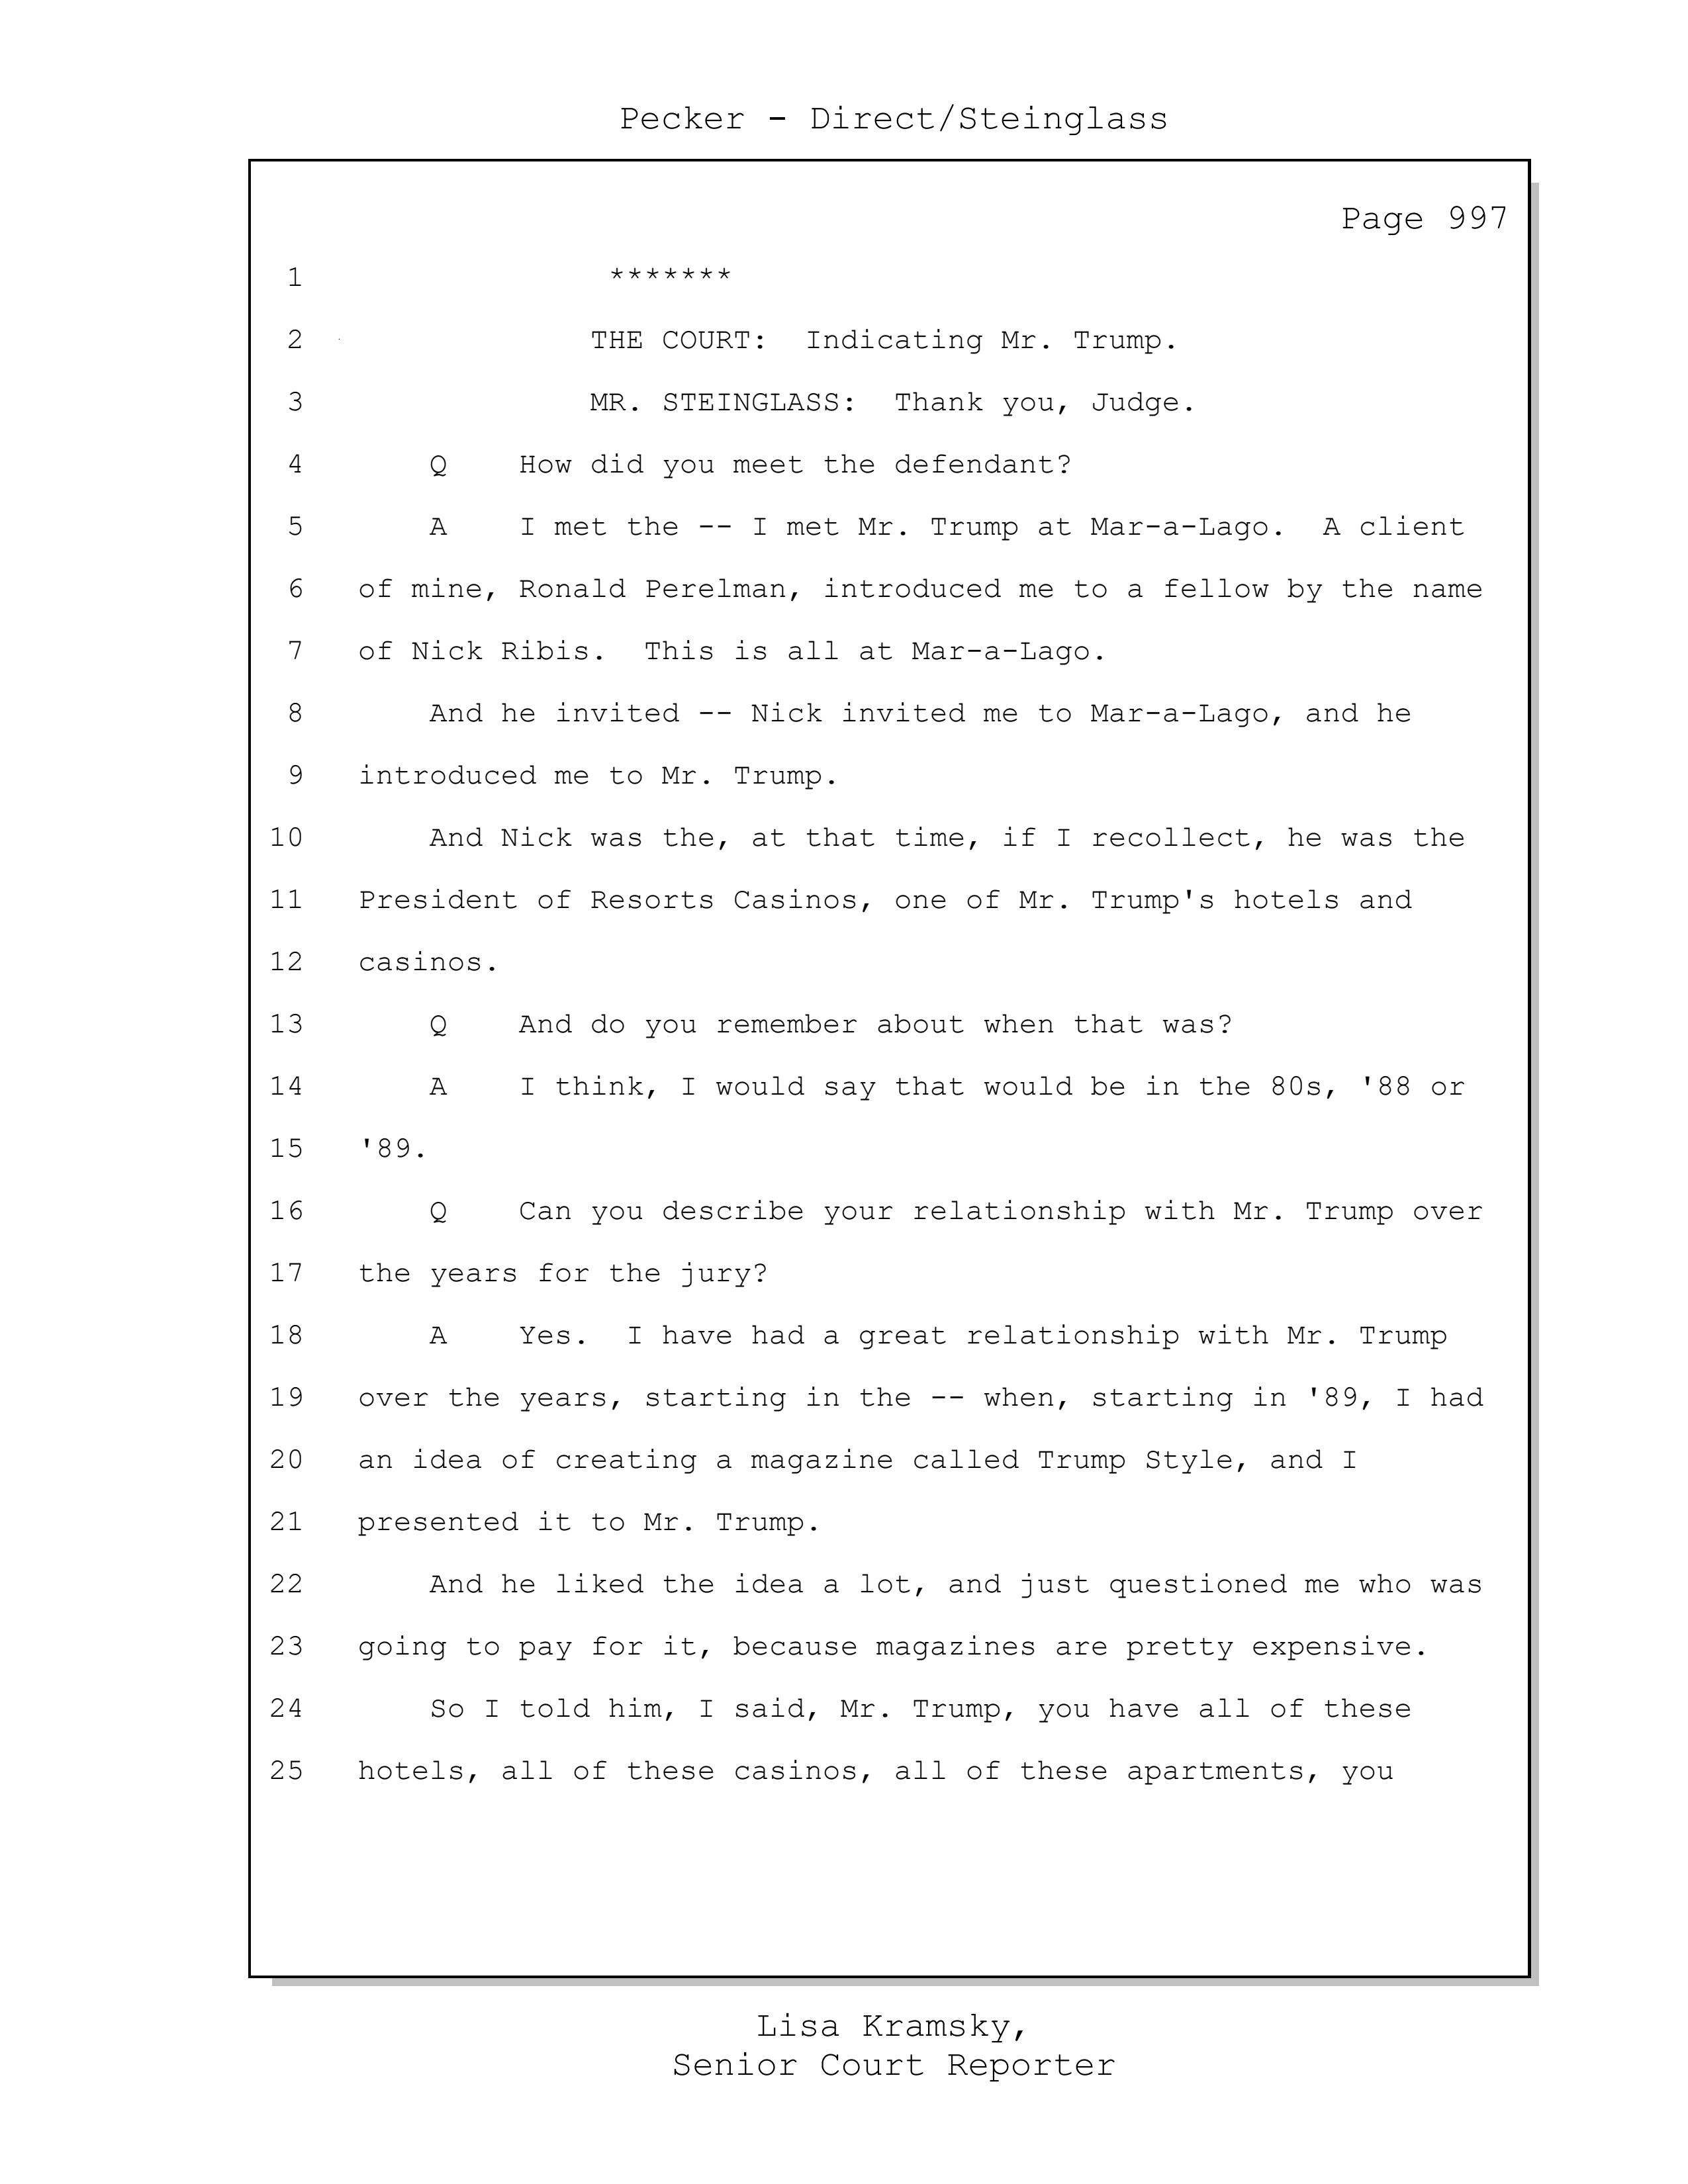 Pecker - Direct/Steinglass
Page 997
1 *******
2 THE COURT: Indicating Mr. Trump.
3 MR. STEINGLASS: Thank you, Judge.
4 Q How did you meet the defendant?
5 A I met the -- I met Mr. Trump at Mar-a-Lago. A client
6 of mine, Ronald Perelman, introduced me to a fellow by the name
7 of Nick Ribis. This is all at Mar-a-Lago.
8 And he invited -- Nick invited me to Mar-a-Lago, and he
9 introduced me to Mr. Trump.
10 And Nick was the, at that time, if I recollect, he was the
11 President of Resorts Casinos, one of Mr. Trump's hotels and
12 casinos.
13 Q And do you remember about when that was?
14 A I think, I would say that would be in the 80s, '88 or
15 '89.
16 Q Can you describe your relationship with Mr. Trump over
17 the years for the jury?
18 A Yes. I have had a great relationship with Mr. Trump
19 over the years, starting in the -- when, starting in '89, I had
20 an idea of creating a magazine called Trump Style, and I
21 presented it to Mr. Trump.
22 And he liked the idea a lot, and just questioned me who was
23 going to pay for it, because magazines are pretty expensive.
24 So I told him, I said, Mr. Trump, you have all of these
25 hotels, all of these casinos, all of these apartments, you
Lisa Kramsky,
Senior Court Reporter